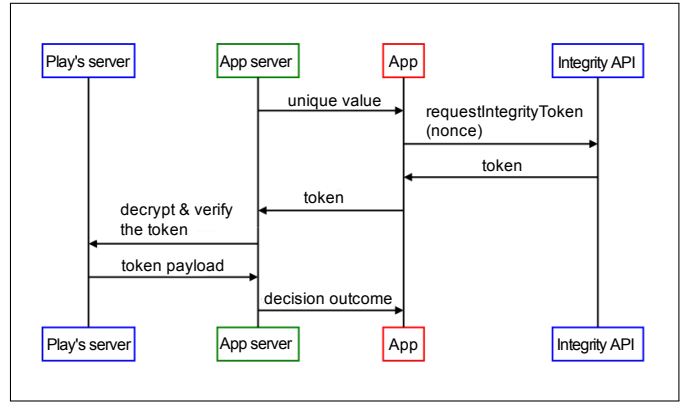 Play's server
App server
App
Integrity API
unique value
requestIntegrityToken
(nonce)
token
token
decrypt & verify
the token
token payload
decision outcome
Play's server
App server
App
Integrity API